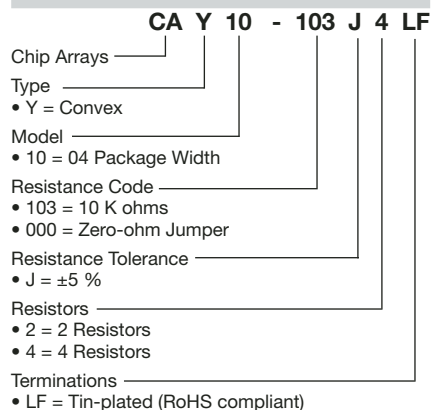 CA Y 10 - 103 J 4 LF
Chip Arrays
Type
• Y = Convex
Model
• 10 = 04 Package Width
Resistance Code
• 103 = 10 K ohms
• 000 = Zero-ohm Jumper
Resistance Tolerance
• J = ±5 %
Resistors
• 2 = 2 Resistors
• 4 = 4 Resistors
Terminations
• LF = Tin-plated (RoHS compliant)